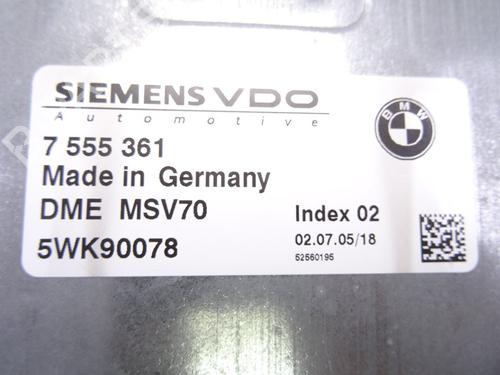 SIEMENS VDO
Automotive
BMW
7 555 361
Made in Germany
DME MSV70
Index 02
5WK90078
02.07.05/18
52560195